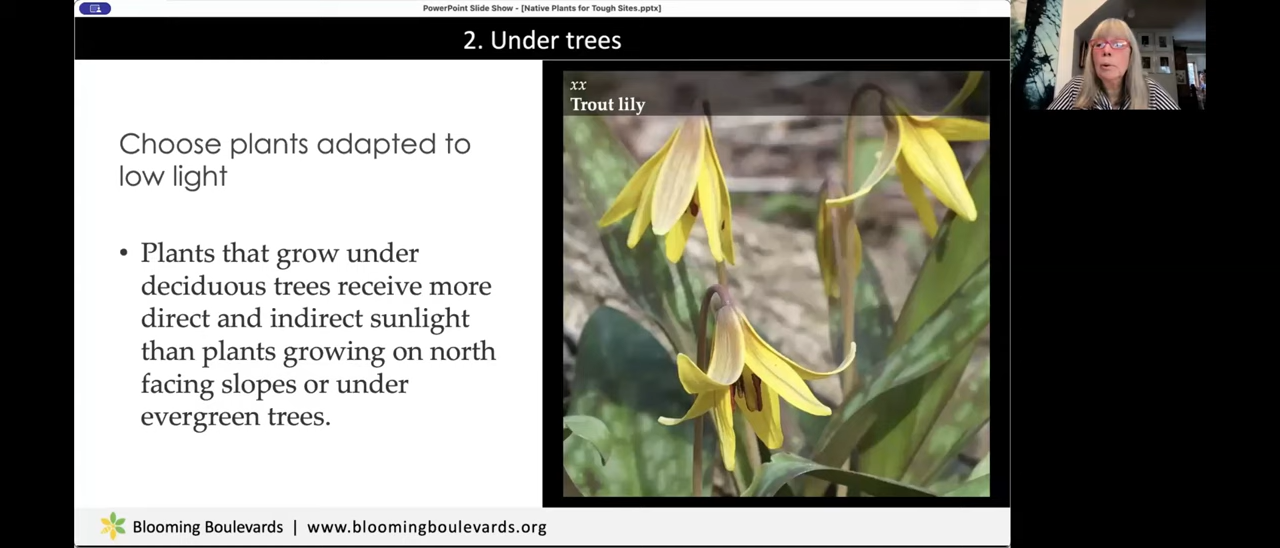 PowerPoint Slide Show - [Native Plants for Tough Sites.pptx]
2. Under trees
xx
Trout lily
Choose plants adapted to
low light
• Plants that grow under
deciduous trees receive more
direct and indirect sunlight
than plants growing on north
facing slopes or under
evergreen trees.
Blooming Boulevards | www.bloomingboulevards.org